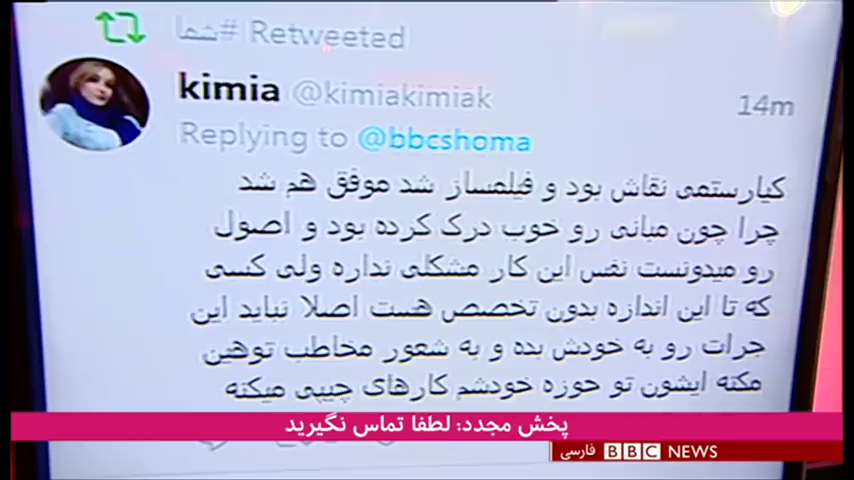 #شما Retweeted
kimia @kimiakimiak 14m
Replying to @bbcshoma
کیارستمی نقاش بود و فیلمساز شد موفق هم شد
چرا چون مبانی رو خوب درک کرده بود و اصول
رو میدونست نفس این کار مشکلی نداره ولی کسی
که تا این اندازه بدون تخصص هست اصلا نباید این
جرات رو به خودش بده و به شعور مخاطب توهین
مکنه ایشون تو حوزه خودشم کارهای چیپی میکنه
پخش مجدد: لطفا تماس نگیرید
BBC NEWS فارسی